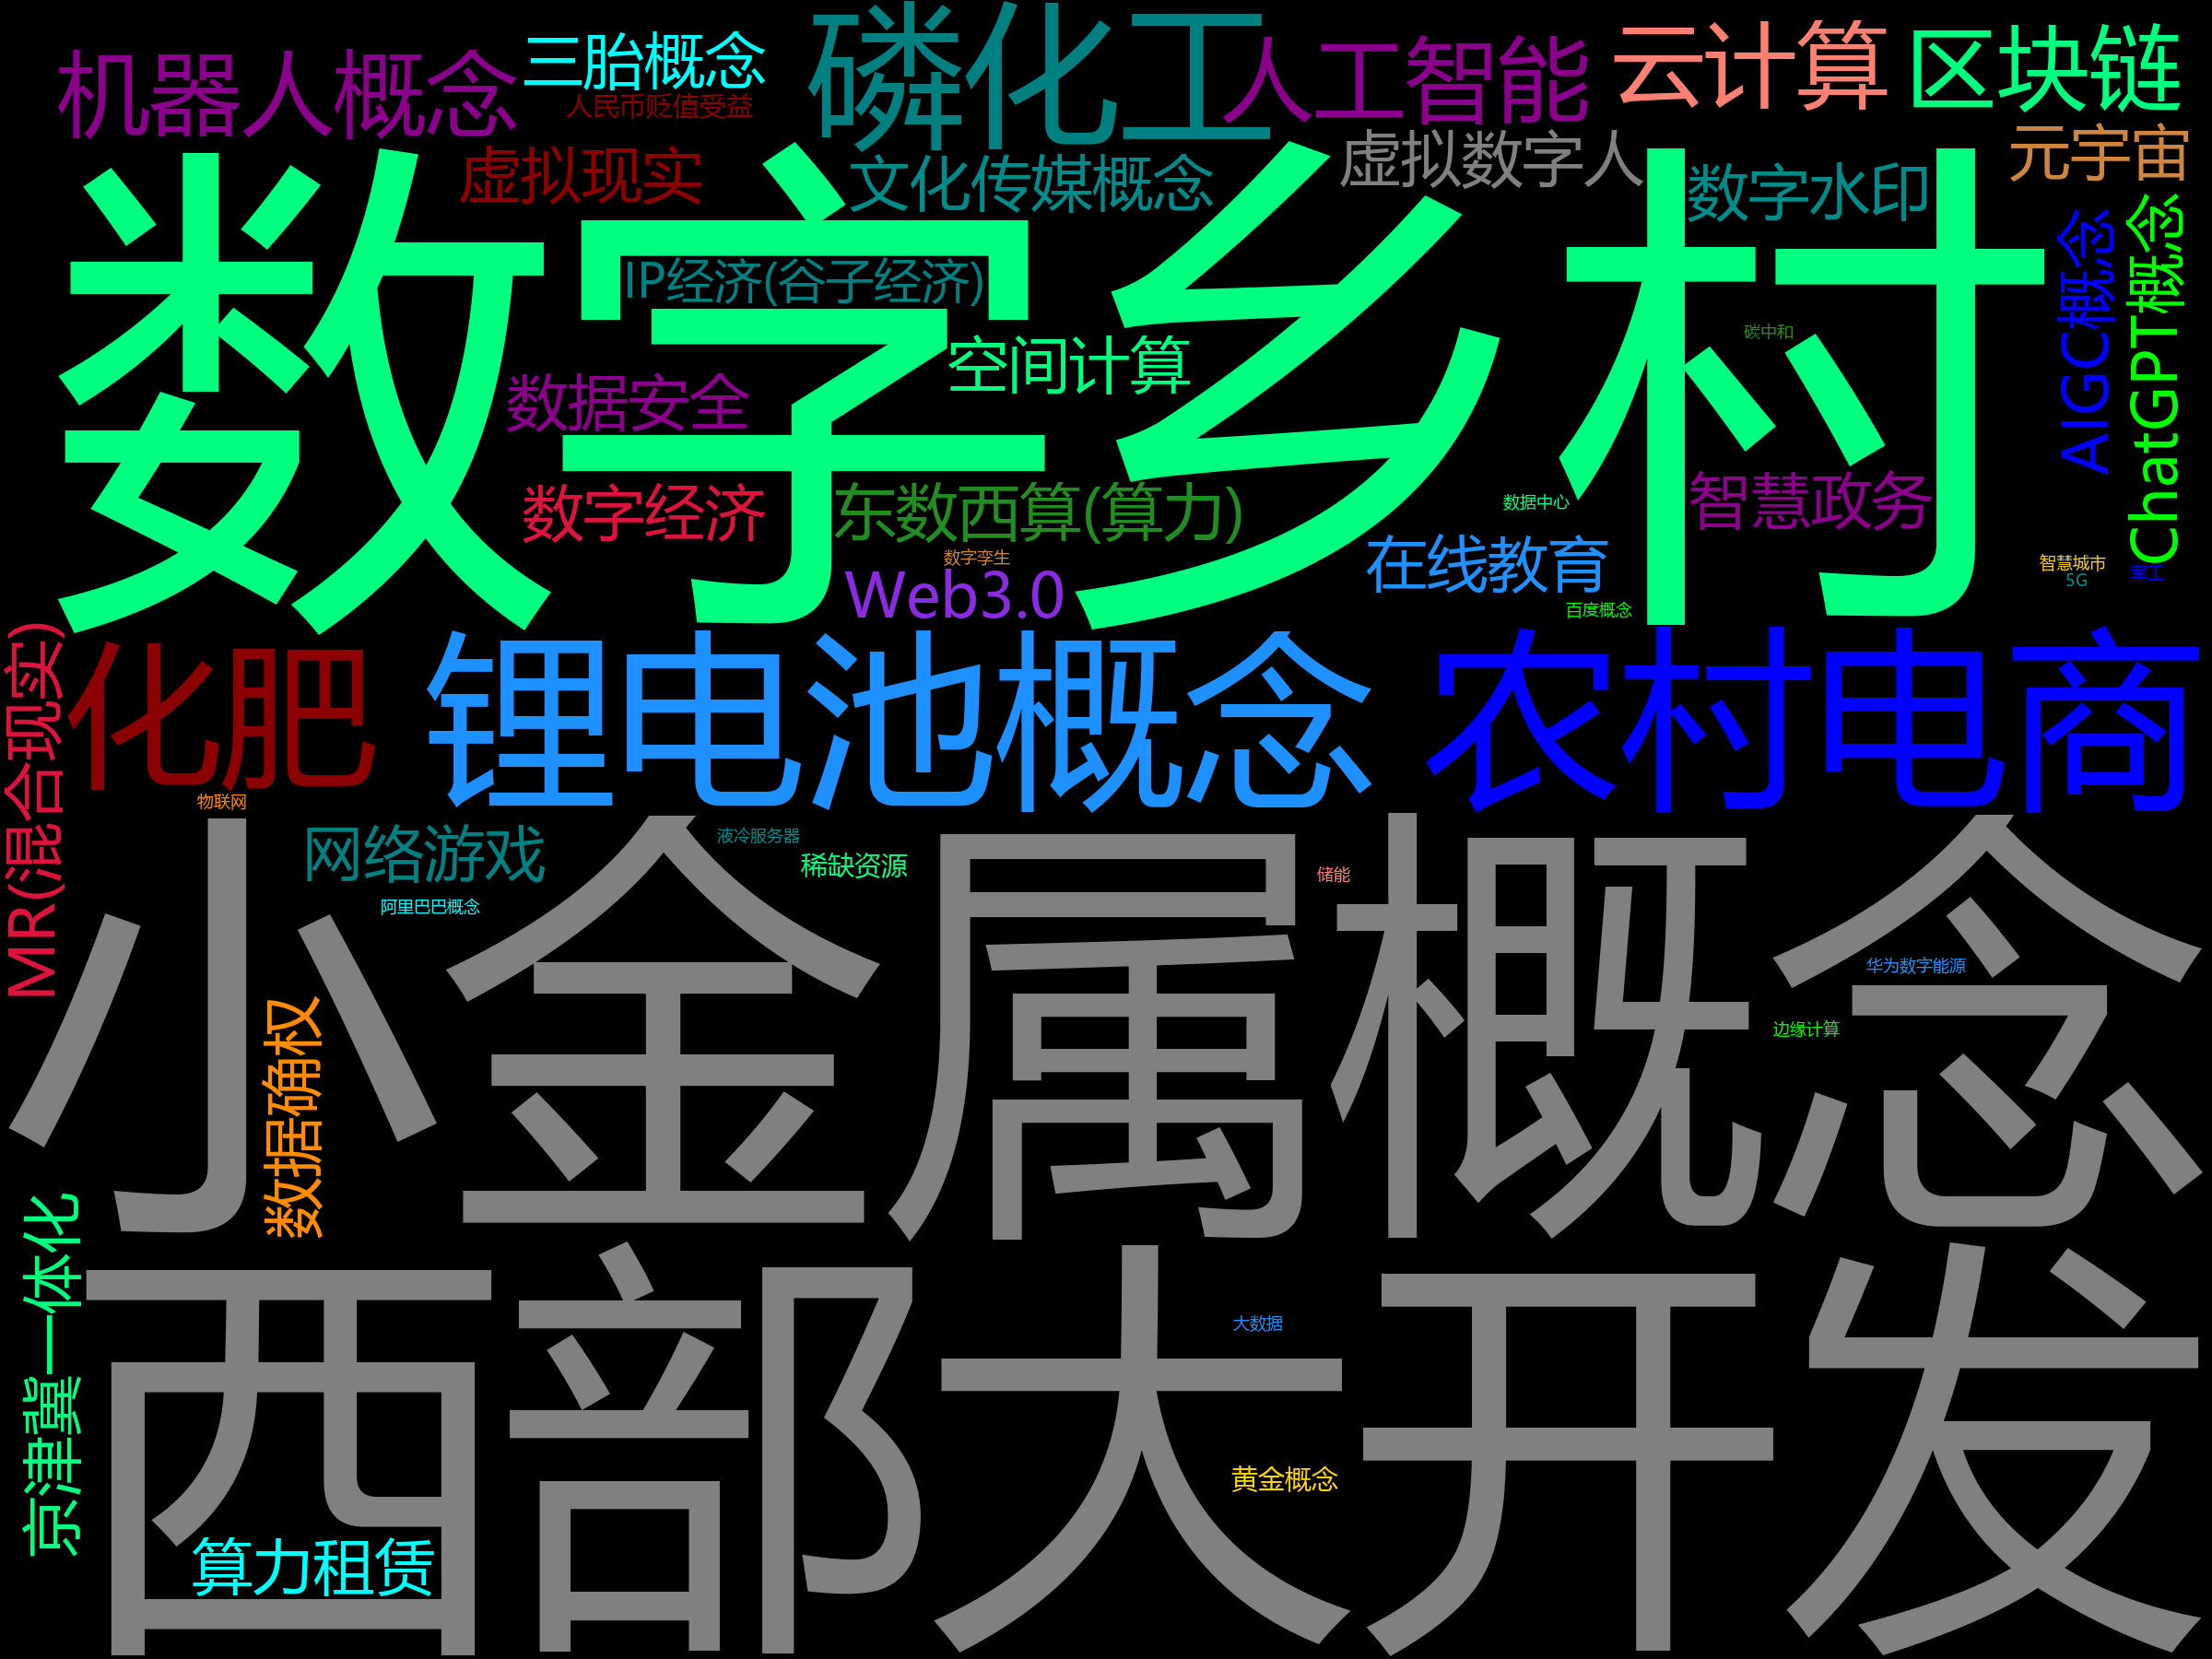 磷化工
云计算
区块链
三胎概念
机器人概念
人工智能
人民币贬值受益
元宇宙
虚拟数字人
虚拟现实
文化传媒概念
数字水印
数字乡村
AIGC概念
ChatGPT概念
IP经济(谷子经济)
碳中和
空间计算
数据安全
智慧政务
数据中心
数字经济
东数西算(算力)
在线教育
数字孪生
智慧城市
军工
5G
Web3.0
百度概念
MR(混合现实)
化肥
锂电池概念
农村电商
物联网
网络游戏
液冷服务器
稀缺资源
储能
阿里巴巴概念
小金属概念
华为数字能源
边缘计算
数据确权
京津冀一体化
西部大开发
大数据
黄金概念
算力租赁